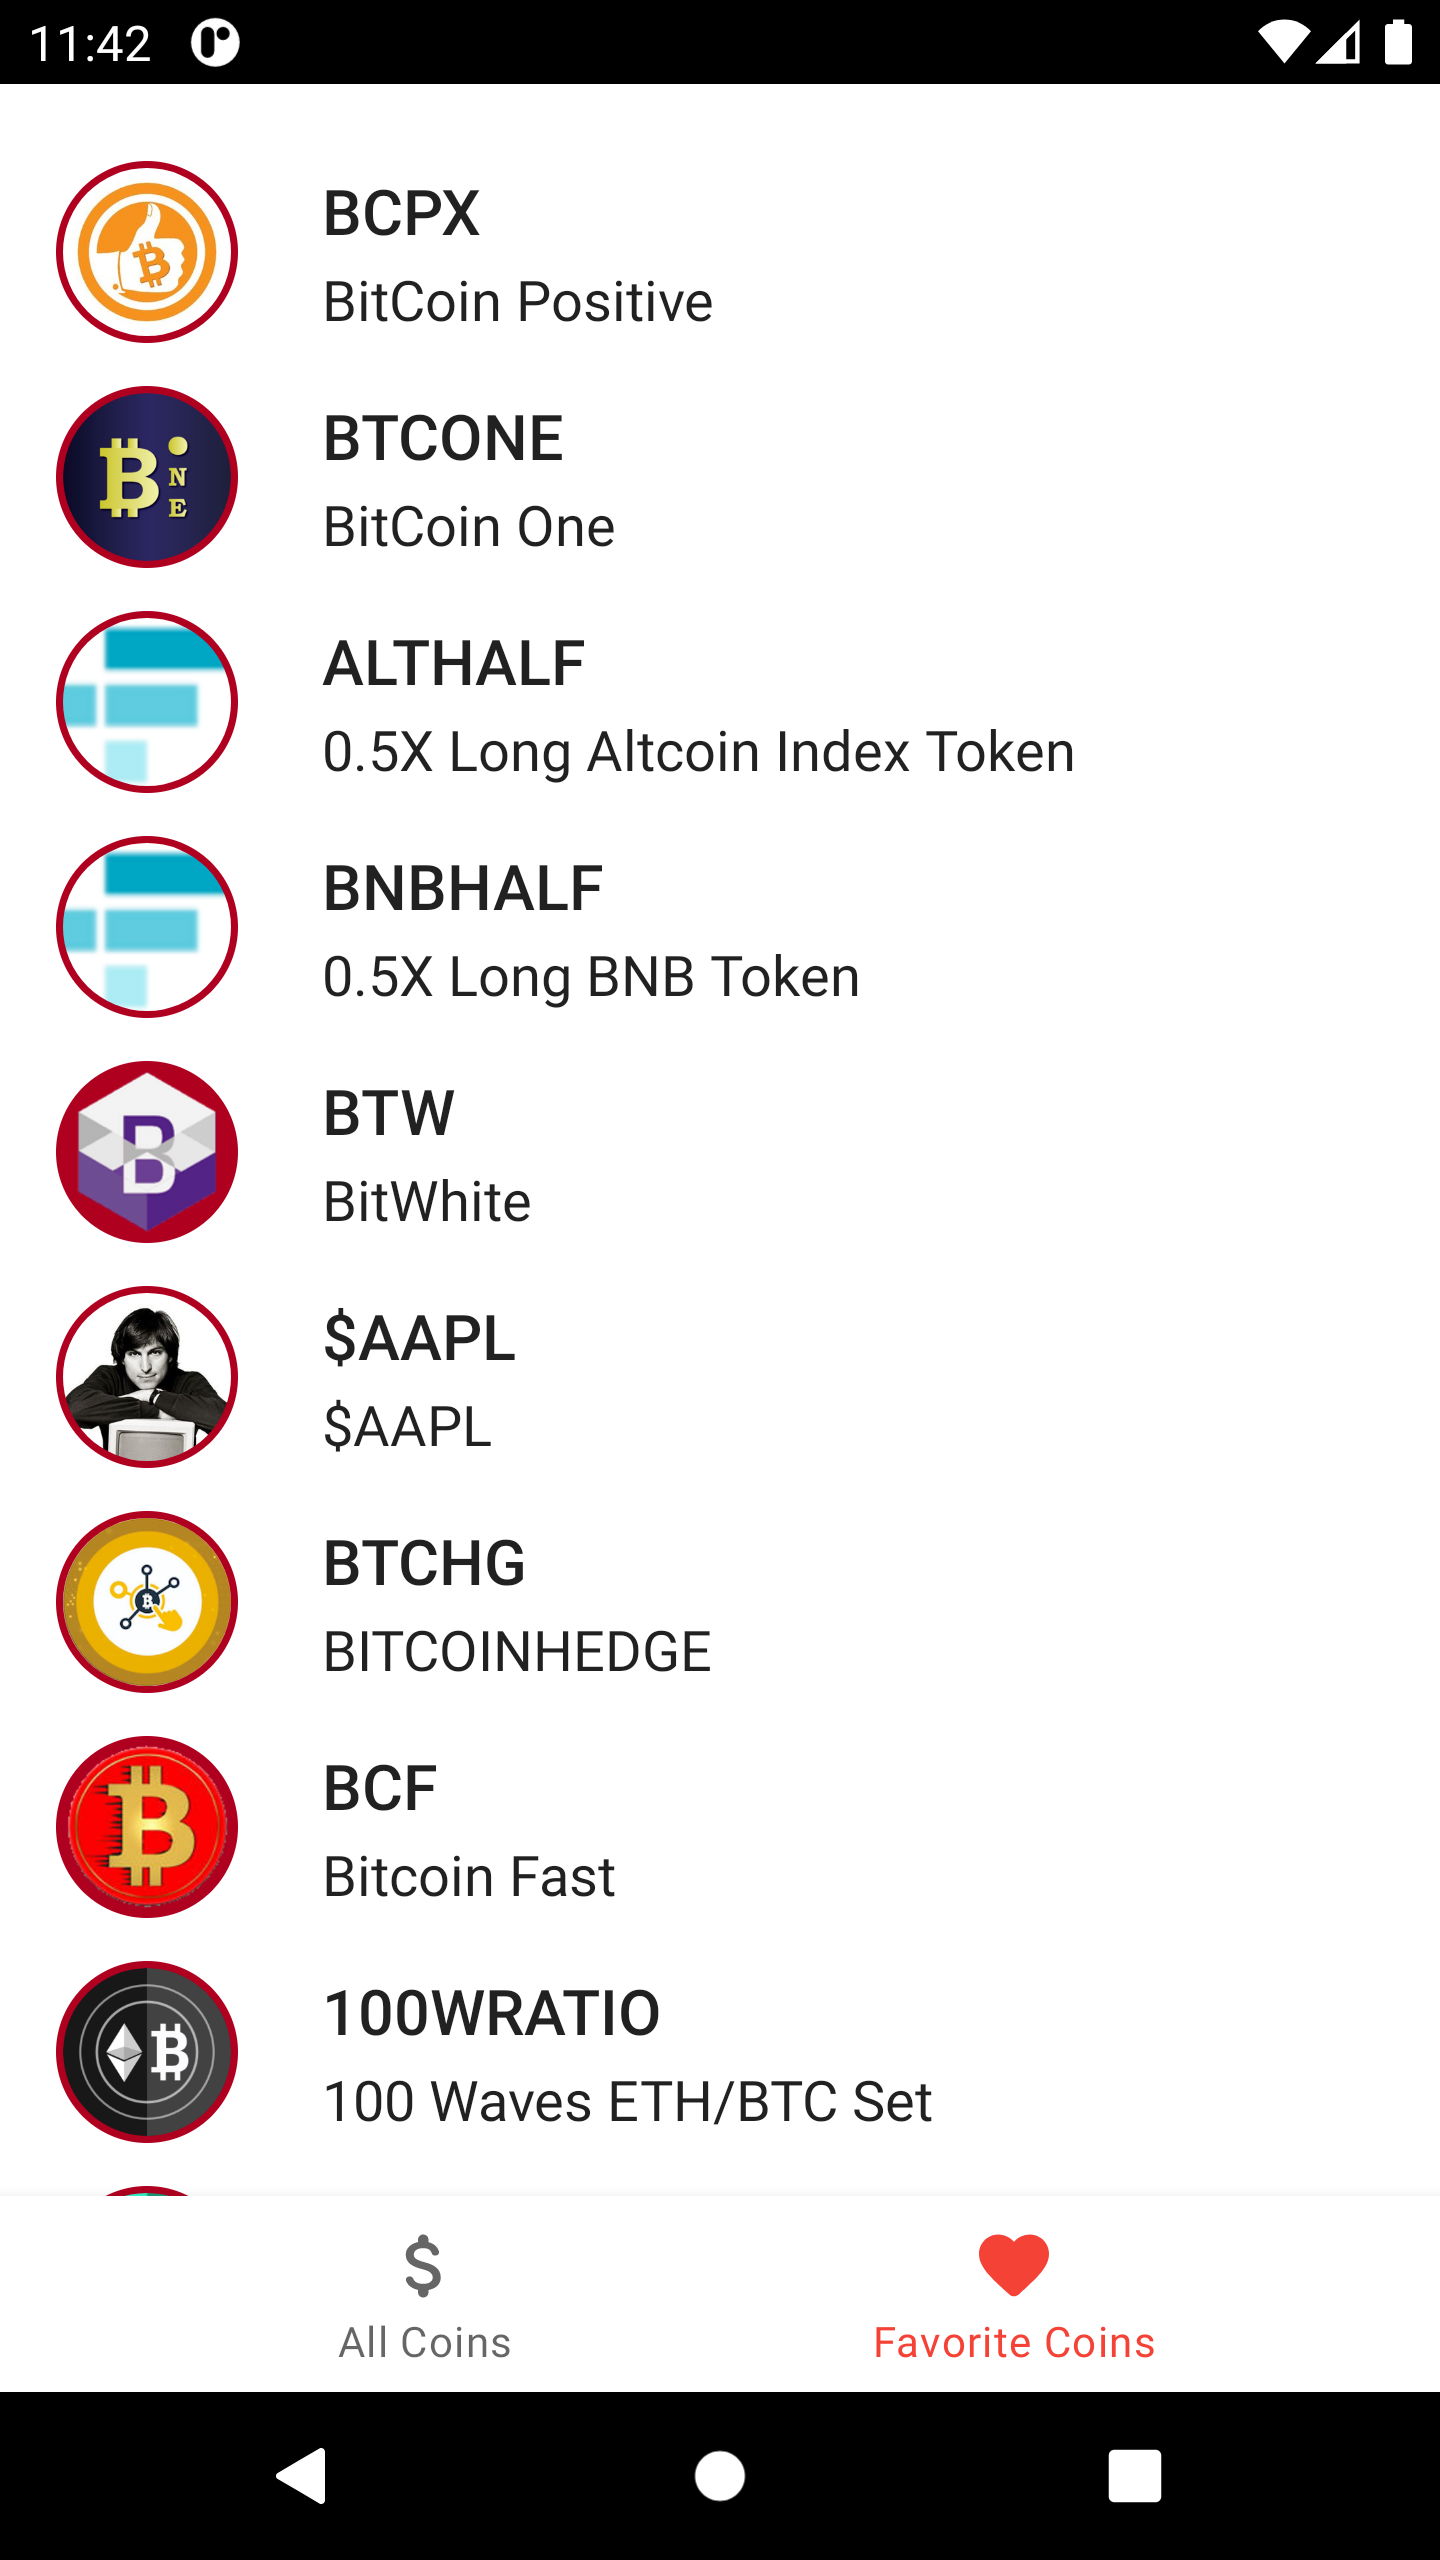 11:42
BCPX
BitCoin Positive
B N E
BTCONE
BitCoin One
ALTHALF
0.5X Long Altcoin Index Token
BNBHALF
0.5X Long BNB Token
B
BTW
BitWhite
$AAPL
$AAPL
BTCHG
BITCOINHEDGE
BCF
Bitcoin Fast
100WRATIO
100 Waves ETH/BTC Set
$
All Coins
Favorite Coins